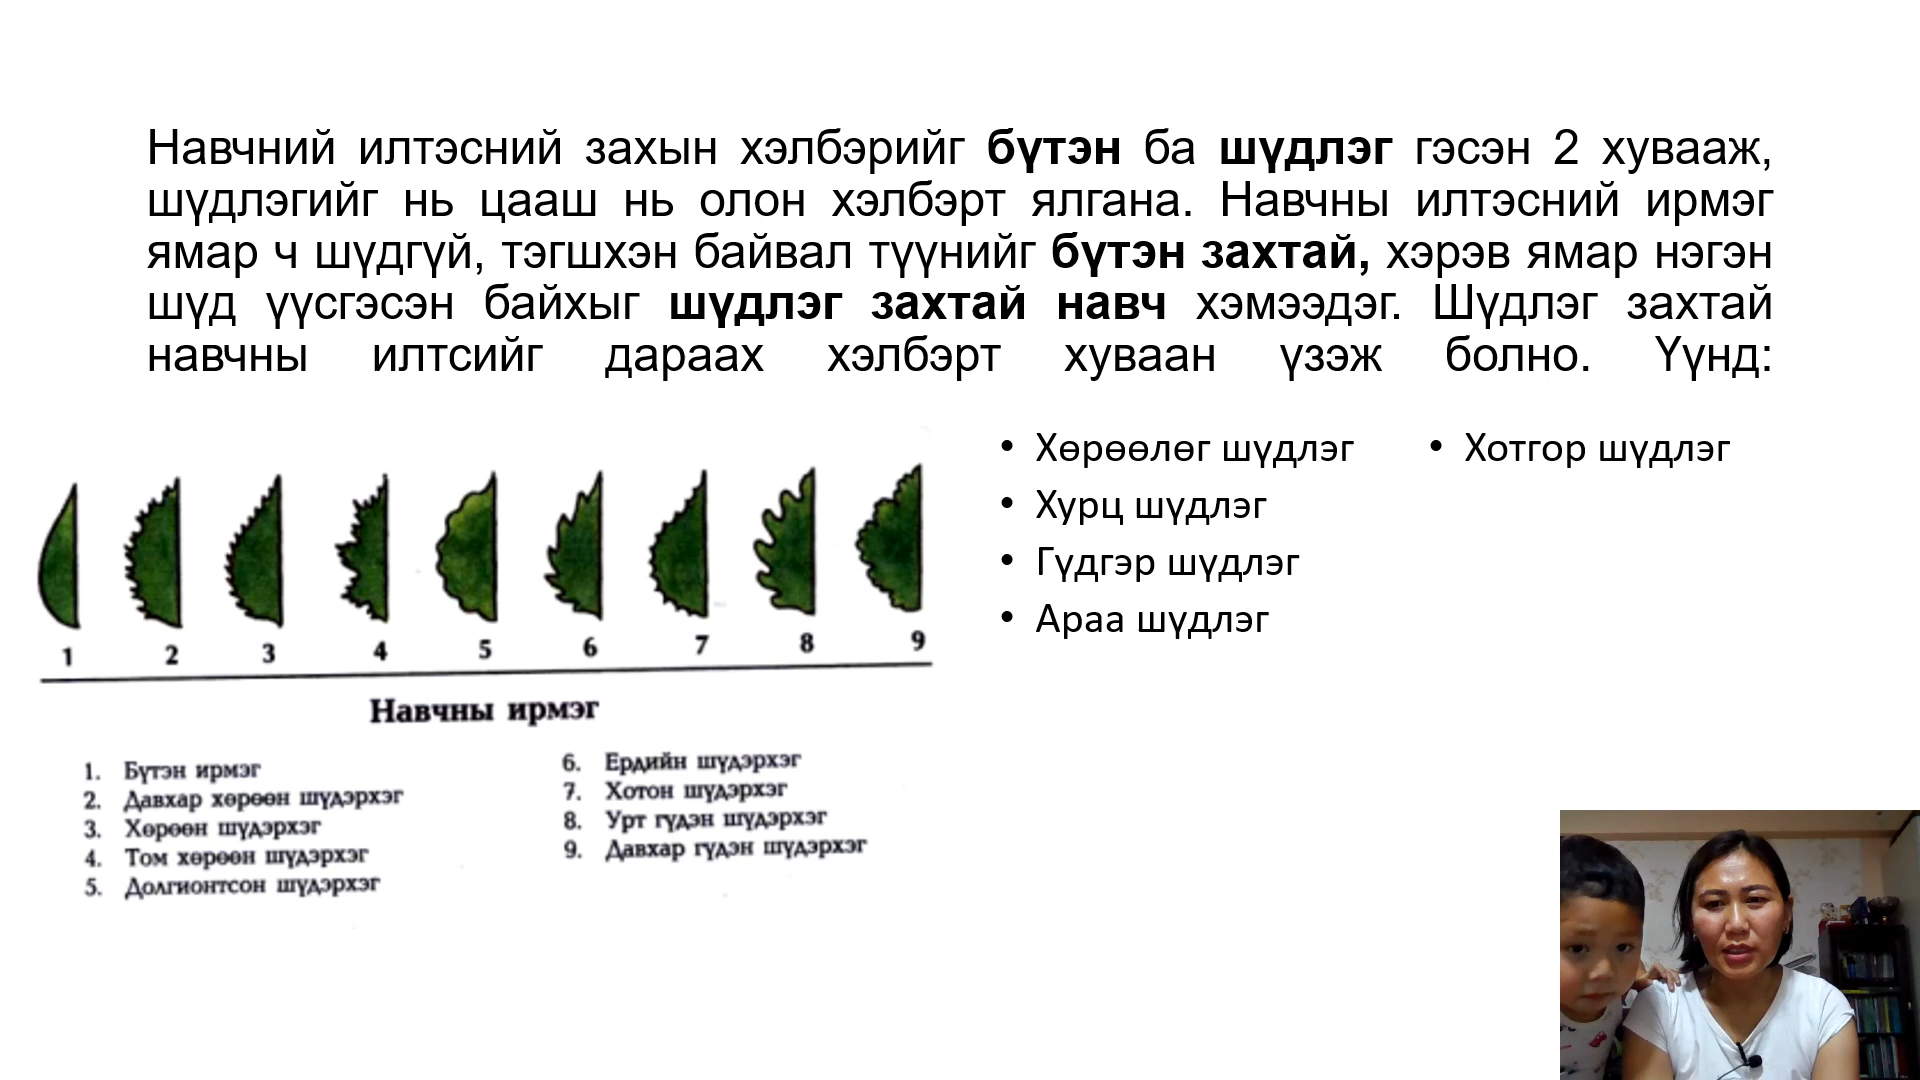 Навчний илтэсний захын хэлбэрийг бүтэн ба шүдлэг гэсэн 2 хувааж,
шүдлэгийг нь цааш нь олон хэлбэрт ялгана. Навчны илтэсний ирмэг
ямар ч шүдгүй, тэгшхэн байвал түүнийг бүтэн захтай, хэрэв ямар нэгэн
шүд үүсгэсэн байхыг шүдлэг захтай навч хэмээдэг. Шүдлэг захтай
навчны илтсийг дараах хэлбэрт хуваан үзэж болно. Үүнд:
• Хөрөөлөг шүдлэг
• Хурц шүдлэг
• Гүдгэр шүдлэг
• Араа шүдлэг
• Хотгор шүдлэг
1 2 3 4 5 6 7 8 9
Навчны ирмэг
1. Бүтэн ирмэг
2. Давхар хөрөөн шүдэрхэг
3. Хөрөөн шүдэрхэг
4. Том хөрөөн шүдэрхэг
5. Долгионтсон шүдэрхэг
6. Ердийн шүдэрхэг
7. Хотон шүдэрхэг
8. Урт гүдэн шүдэрхэг
9. Давхар гүдэн шүдэрхэг